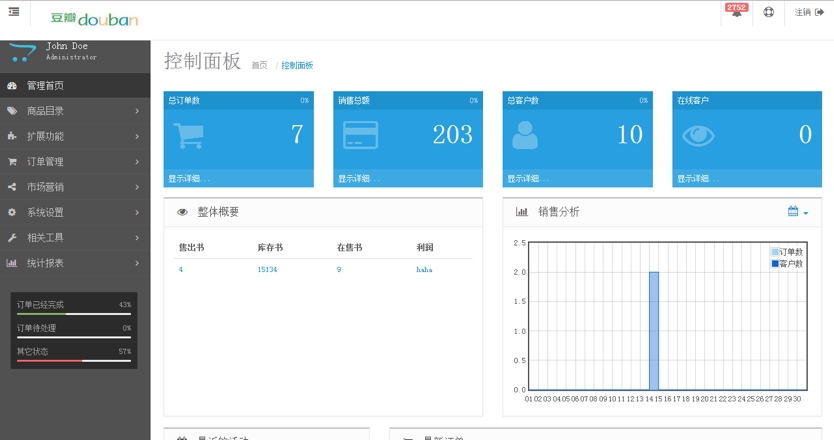 豆瓣douban
2752
注销
John Doe
Administrator
管理首页
商品目录
扩展功能
订单管理
市场营销
系统设置
相关工具
统计报表
订单已经完成 43%
订单待处理 0%
其它状态 57%
控制面板 首页 / 控制面板
总订单数 0%
7
显示详细...
销售总额 0%
203
显示详细...
总客户数 0%
10
显示详细...
在线客户
0
显示详细...
整体概要
售出书 库存书 在售书 利润
4 15134 9 haha
销售分析
订单数
客户数
2.5
2.0
1.5
1.0
0.5
0.0
01 02 03 04 05 06 07 08 09 10 11 12 13 14 15 16 17 18 19 20 21 22 23 24 25 26 27 28 29 30
最近的活动
最新订单